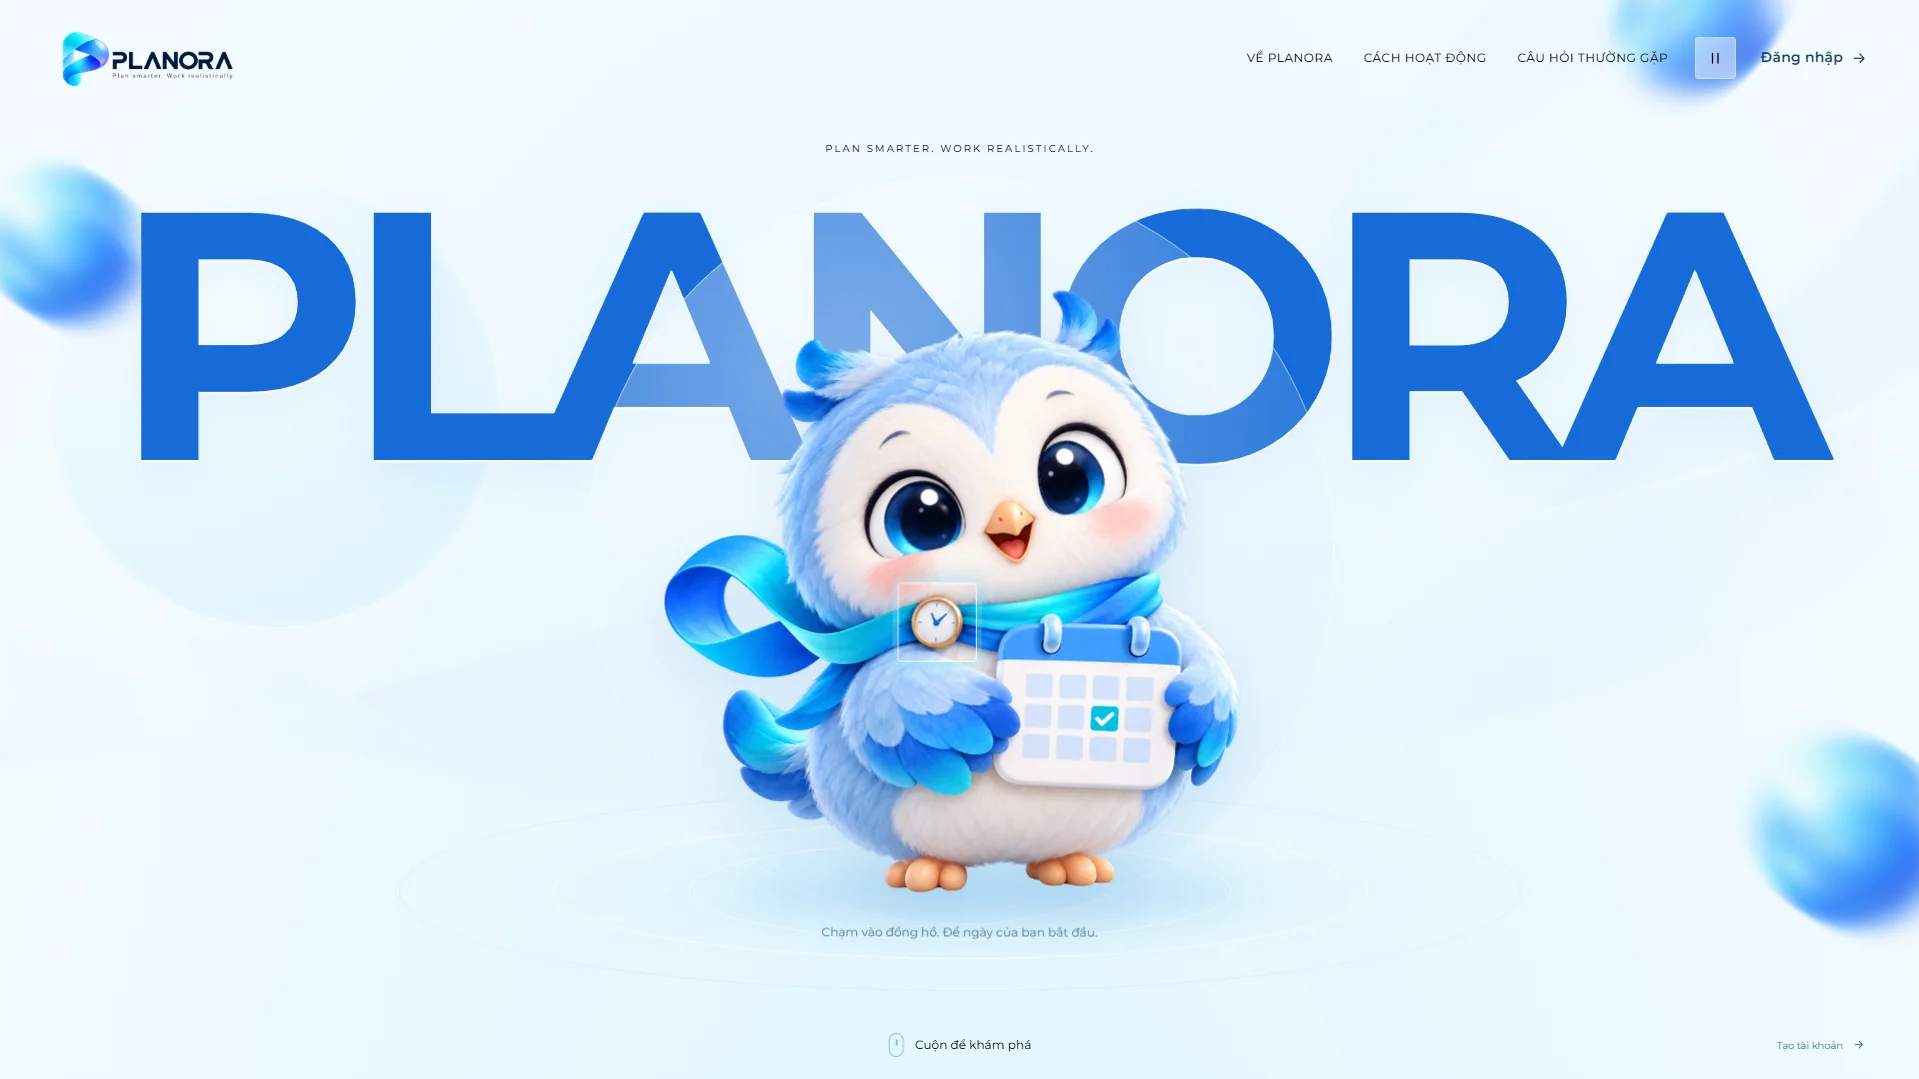 PLANORA
Plan smarter. Work realistically.
VỀ PLANORA
CÁCH HOẠT ĐỘNG
CÂU HỎI THƯỜNG GẶP
Đăng nhập
PLAN SMARTER. WORK REALISTICALLY.
PLANORA
Chạm vào đồng hồ. Để ngày của bạn bắt đầu.
Cuộn để khám phá
Tạo tài khoản